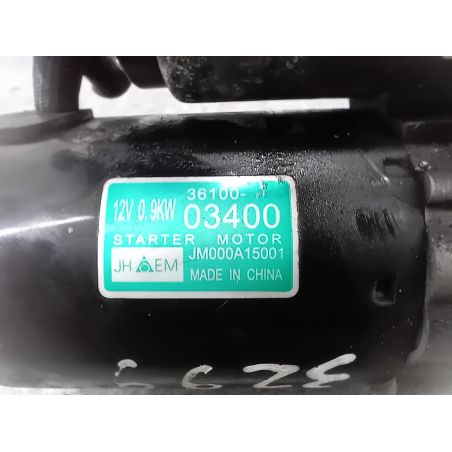 12V 0.9KW 36100-
03400
STARTER MOTOR
JH EM JM000A15001
MADE IN CHINA